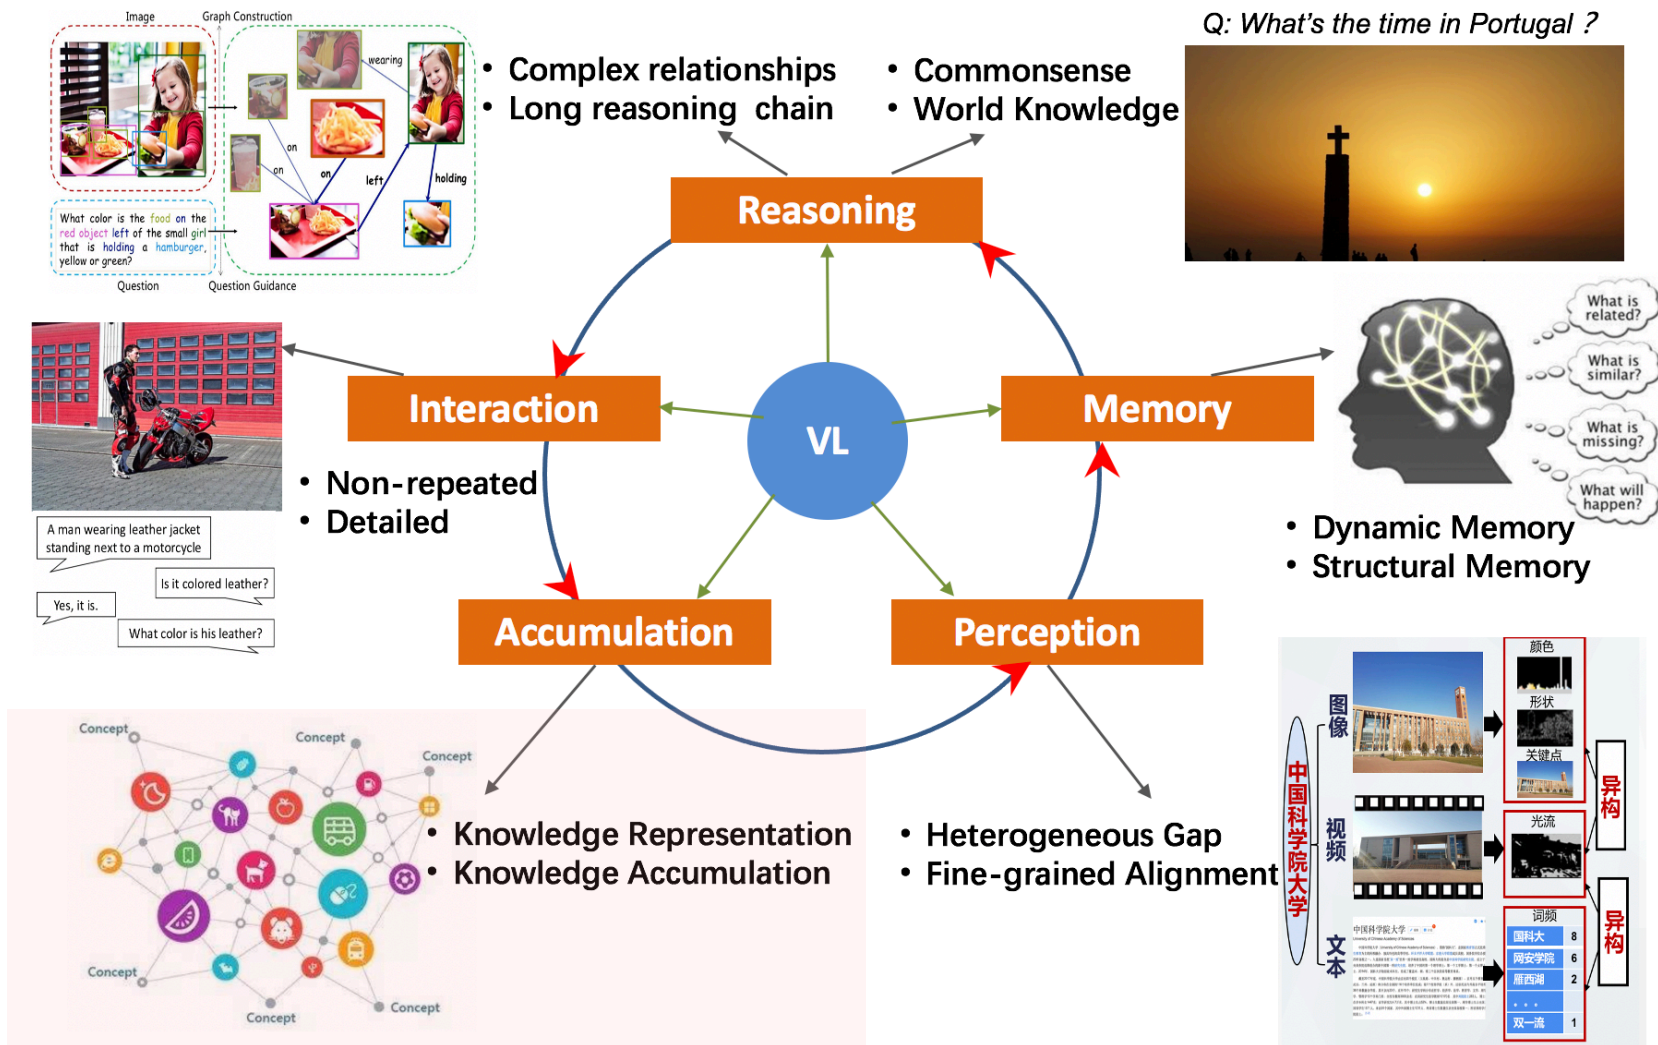 Image
Graph Construction
wearing
on
on
on
left
holding
What color is the food on the
red object left of the small girl
that is holding a hamburger,
yellow or green?
Question
Question Guidance
• Complex relationships
• Long reasoning chain
• Commonsense
• World Knowledge
Q: What's the time in Portugal？
Reasoning
Interaction
VL
Memory
Accumulation
Perception
• Non-repeated
• Detailed
A man wearing leather jacket
standing next to a motorcycle
Is it colored leather?
Yes, it is.
What color is his leather?
What is
related?
What is
similar?
What is
missing?
What will
happen?
• Dynamic Memory
• Structural Memory
Concept
Concept
Concept
Concept
Concept
Concept
• Knowledge Representation
• Knowledge Accumulation
• Heterogeneous Gap
• Fine-grained Alignment
中国科学院大学
图像
视频
文本
颜色
形状
关键点
光流
异构
异构
中国科学院大学
University of Chinese Academy of Sciences
词频
国科大 8
网安学院 6
雁西湖 2
• • •
双一流 1